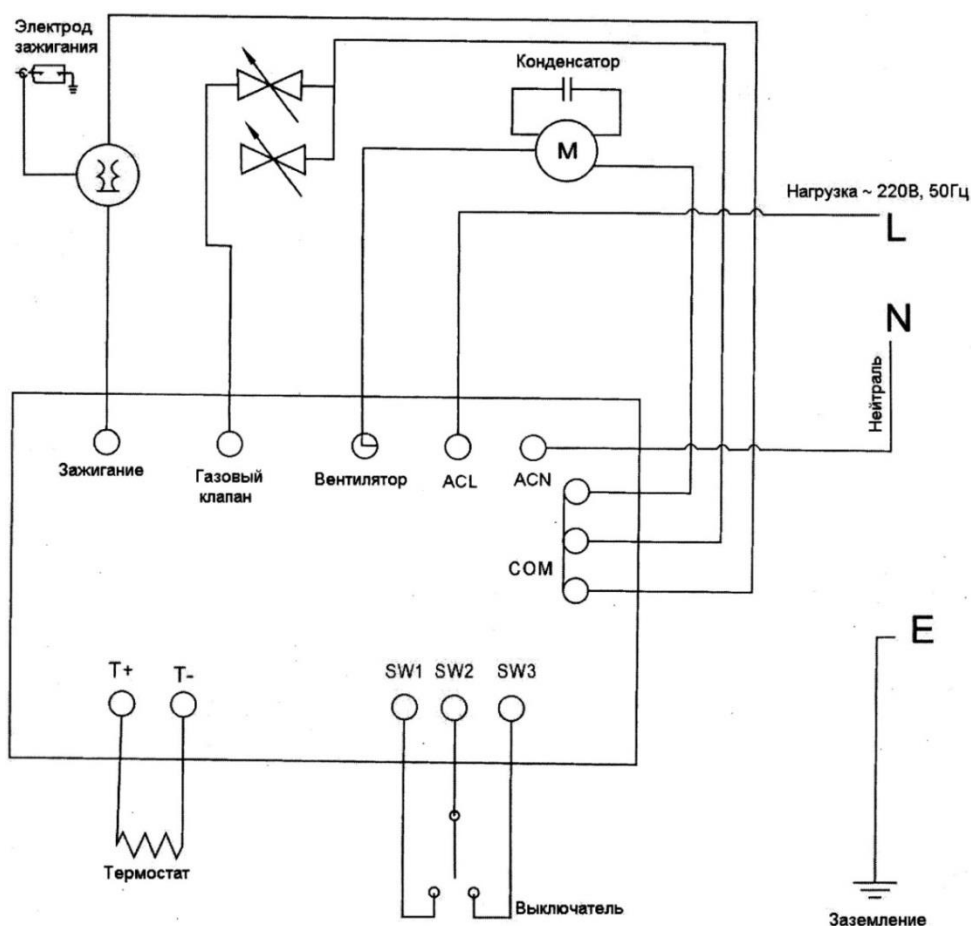 Электрод
зажигания
Конденсатор
M
Нагрузка ~ 220В, 50Гц
L
N
Нейтраль
Зажигание
Газовый
клапан
Вентилятор
ACL
ACN
COM
E
T+
T-
SW1
SW2
SW3
Термостат
Выключатель
Заземление